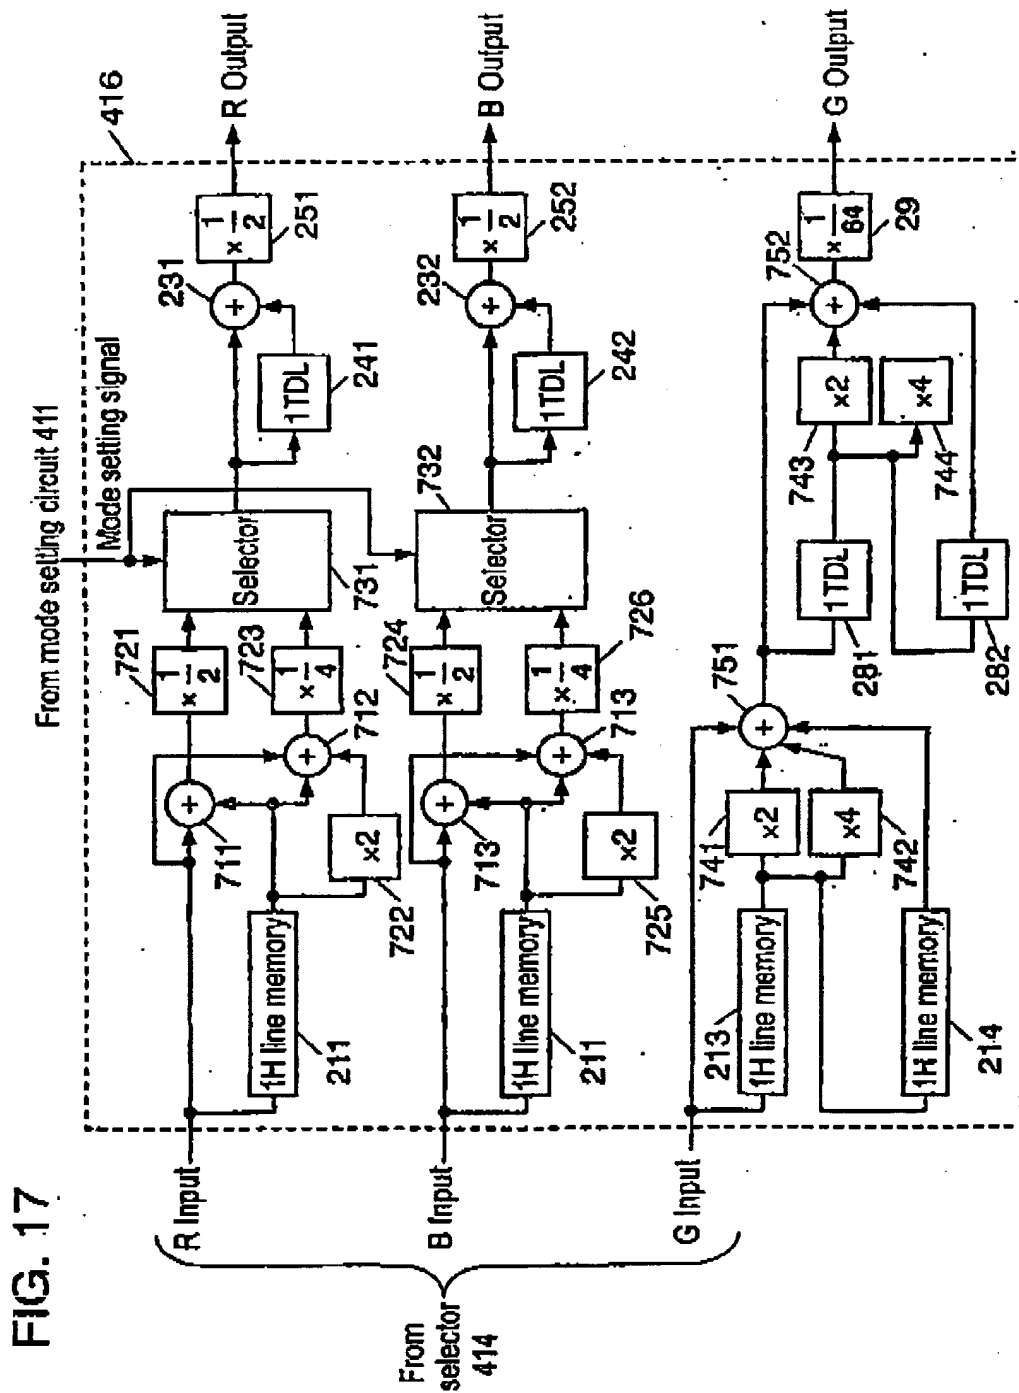 FIG. 17
From mode setting circuit 411
Mode setting signal
416
From
selector
414
R Input
1H line memory
211
711
+
×2
722
712
+
721
× 1/2
723
× 1/4
Selector
731
1TDL
241
231
+
× 1/2
251
R Output
B Input
1H line memory
211
713
+
×2
725
713
+
724
× 1/2
726
× 1/4
732
Selector
1TDL
242
232
+
× 1/2
252
B Output
G Input
213
1H line memory
1H line memory
214
741
×2
×4
742
751
+
1TDL
281
1TDL
282
743
×2
×4
744
752
+
× 1/64
29
G Output